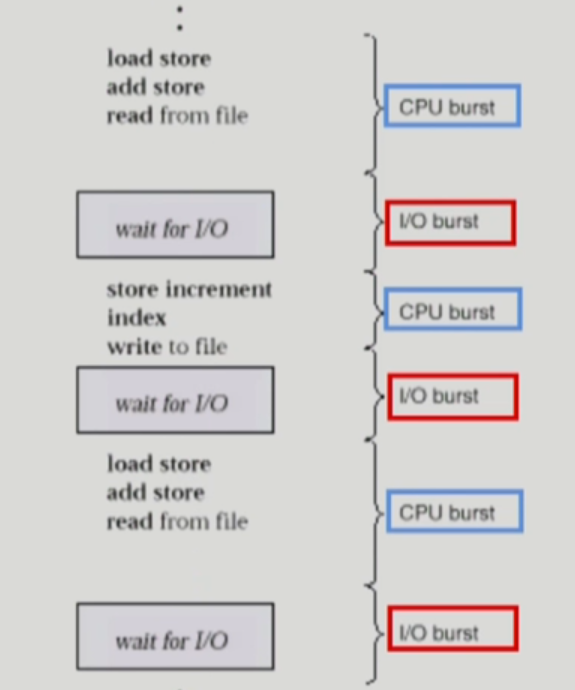 load store
add store
read from file
CPU burst
wait for I/O
I/O burst
store increment
index
write to file
CPU burst
wait for I/O
I/O burst
load store
add store
read from file
CPU burst
wait for I/O
I/O burst